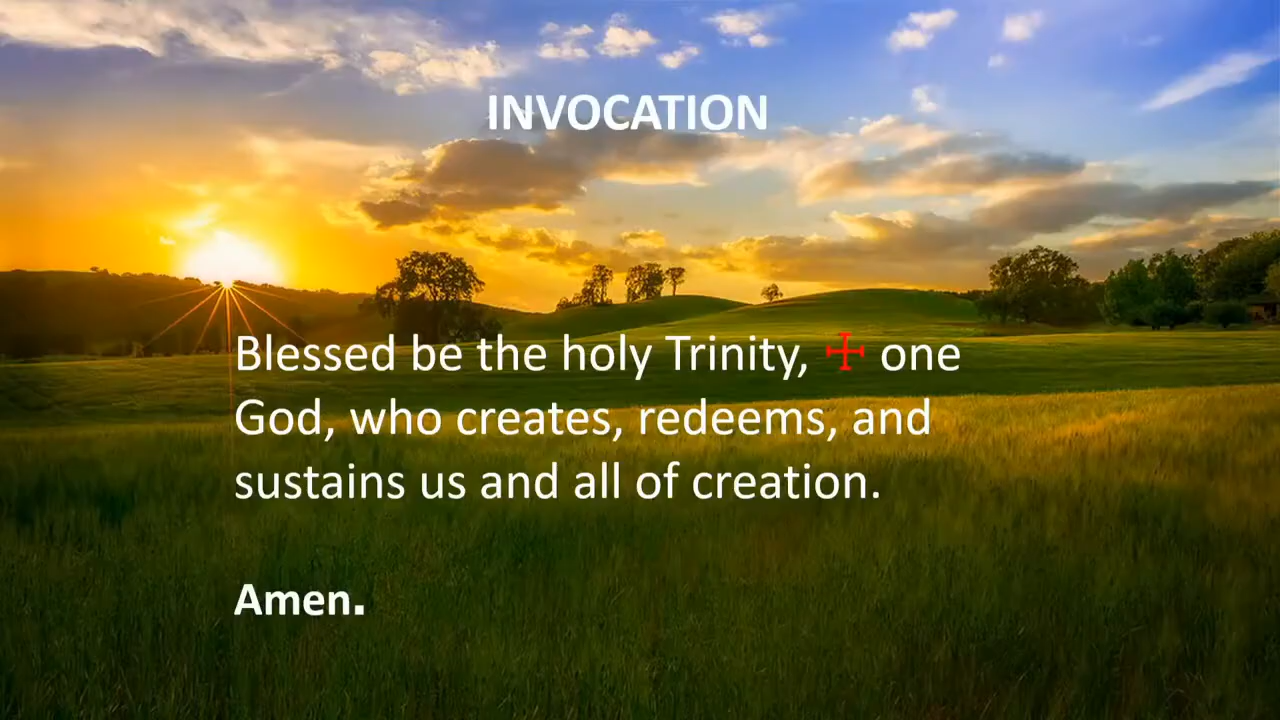 INVOCATION
Blessed be the holy Trinity, ☩ one
God, who creates, redeems, and
sustains us and all of creation.
Amen.